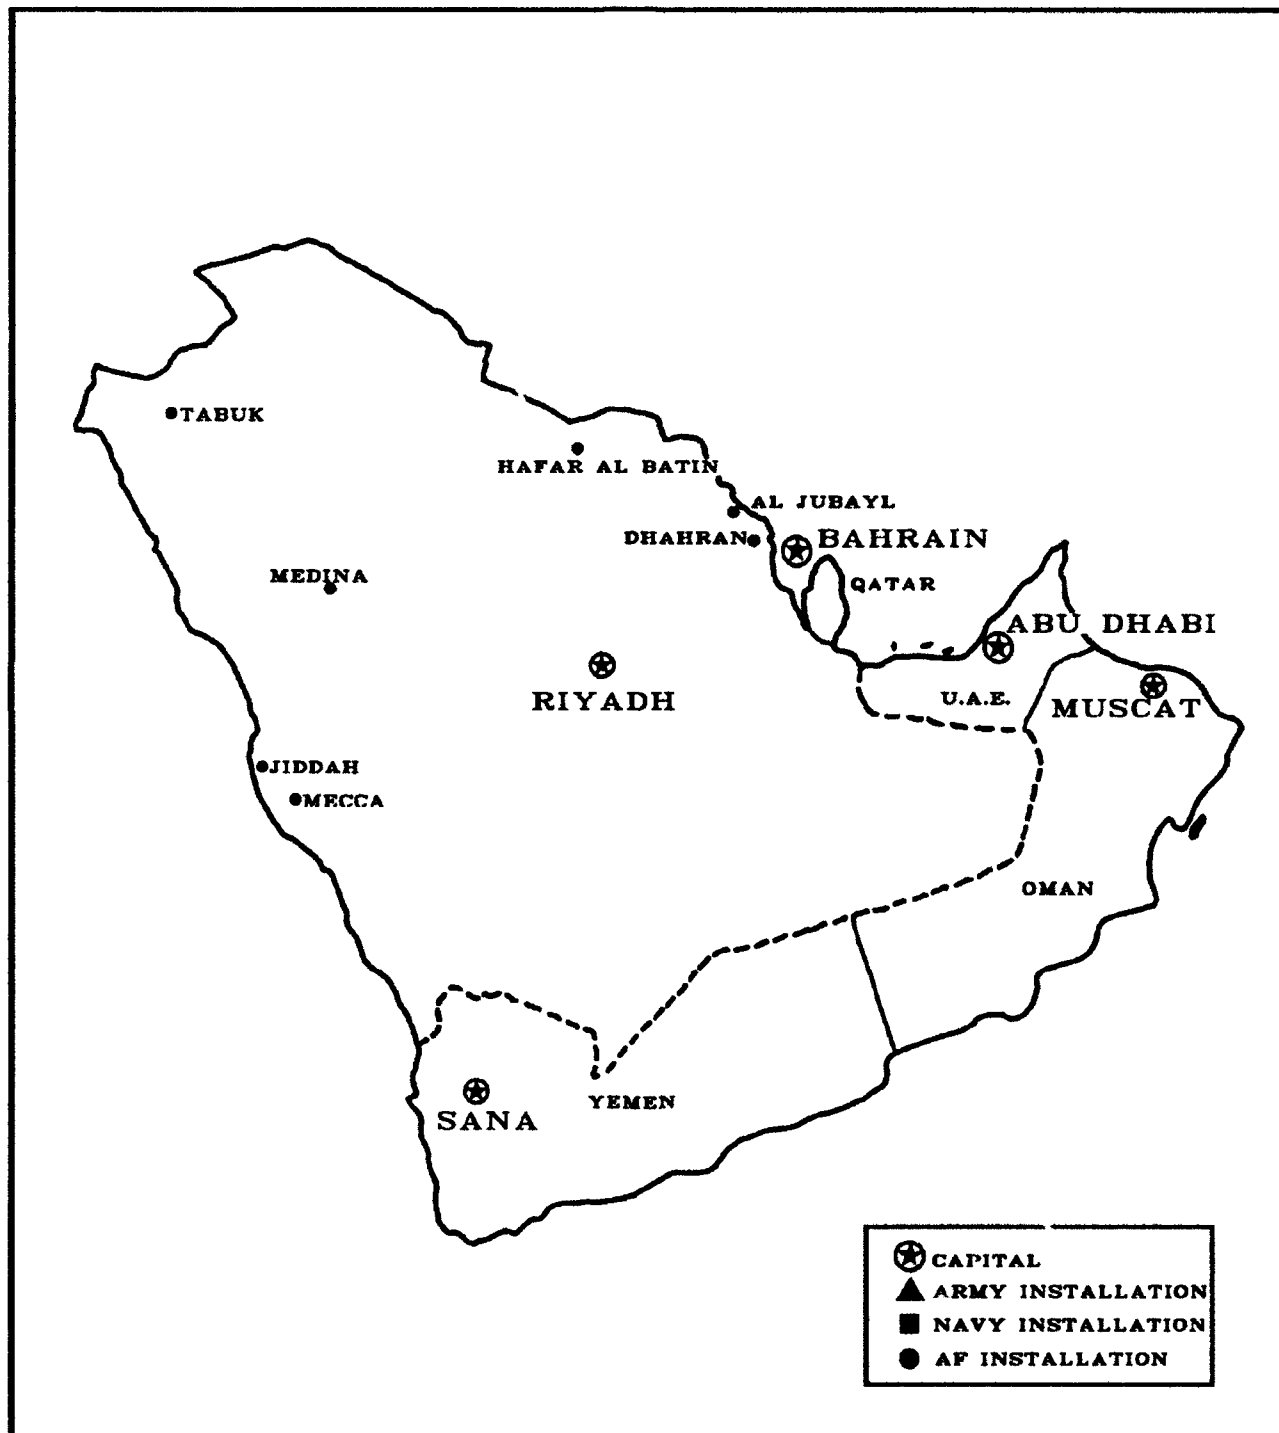 TABUK
HAFAR AL BATIN
AL JUBAYL
DHAHRAN
BAHRAIN
MEDINA
QATAR
ABU DHABI
RIYADH
U.A.E.
MUSCAT
JIDDAH
MECCA
OMAN
YEMEN
SANA
CAPITAL
ARMY INSTALLATION
NAVY INSTALLATION
AF INSTALLATION